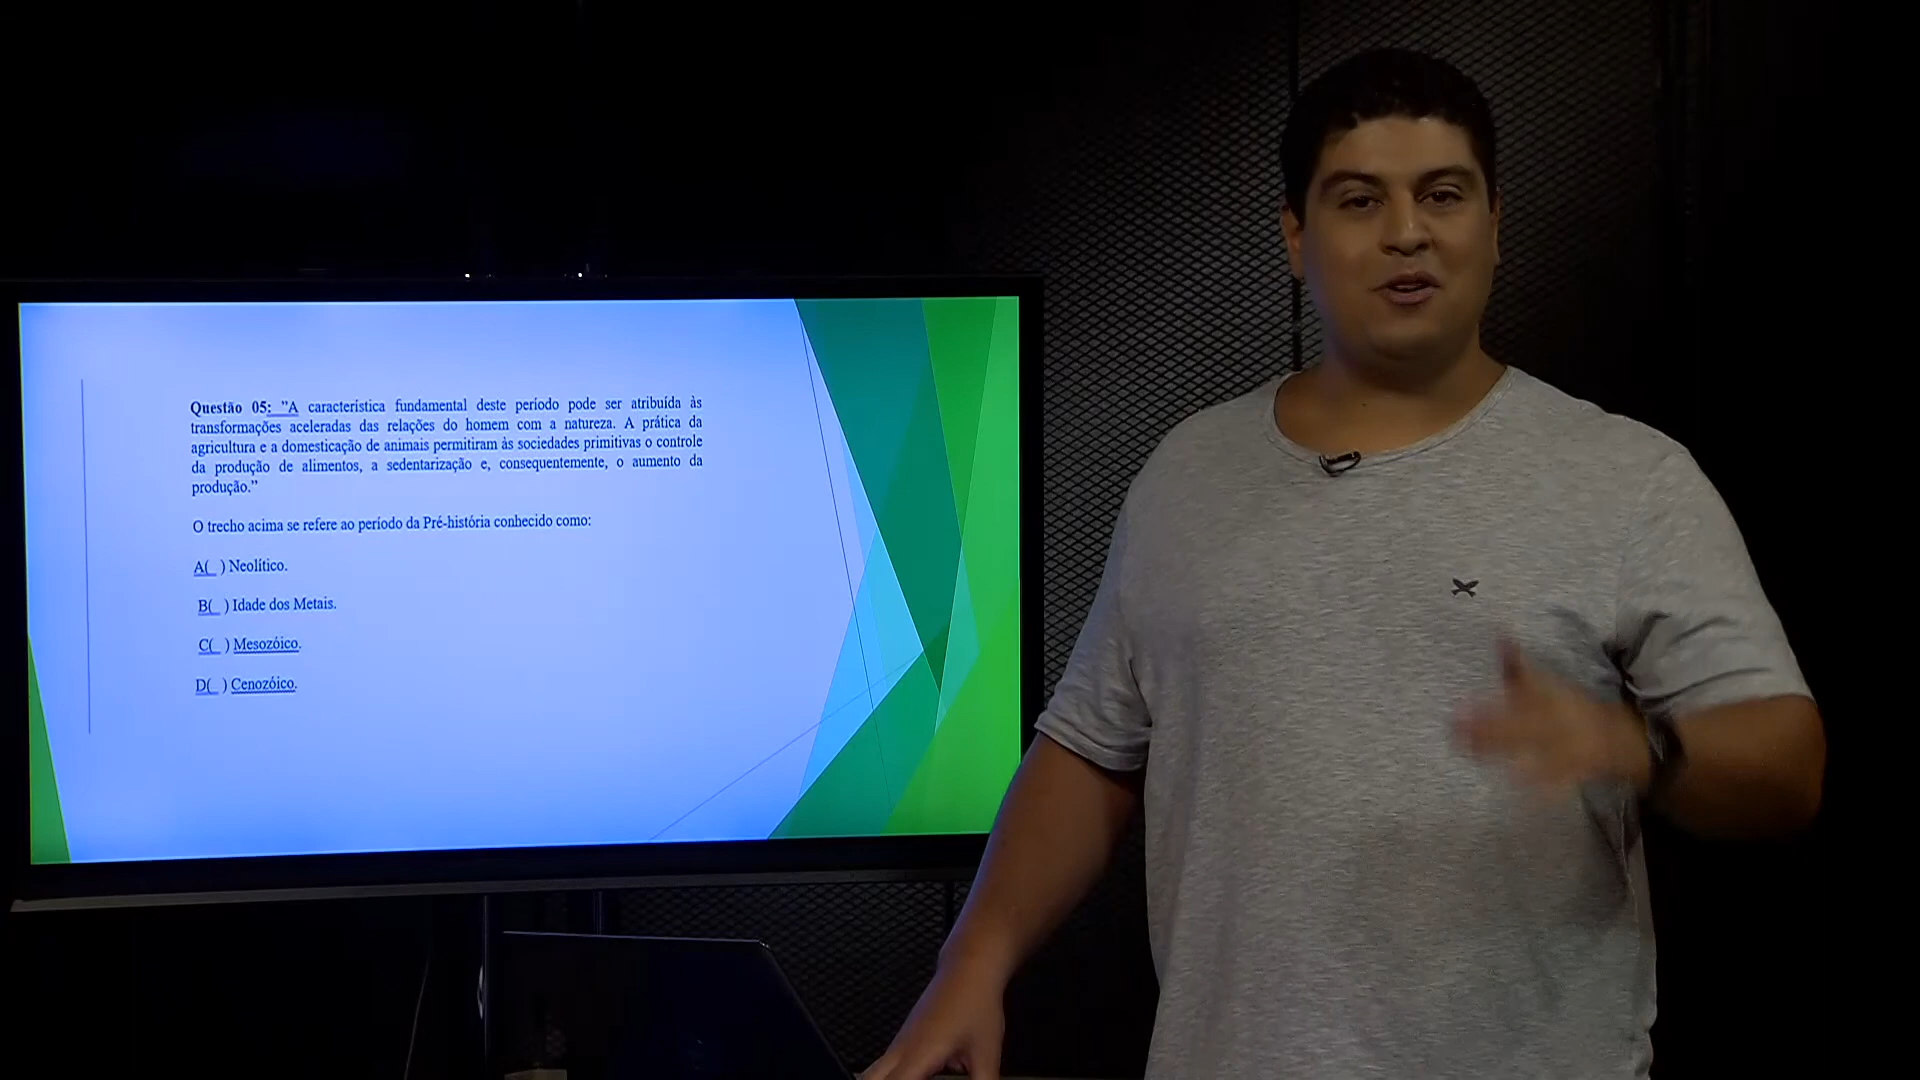 Questão 05: ”A característica fundamental deste período pode ser atribuída às
transformações aceleradas das relações do homem com a natureza. A prática da
agricultura e a domesticação de animais permitiram às sociedades primitivas o controle
da produção de alimentos, a sedentarização e, consequentemente, o aumento da
produção.”
O trecho acima se refere ao período da Pré-história conhecido como:
A( ) Neolítico.
B( ) Idade dos Metais.
C( ) Mesozóico.
D( ) Cenozóico.